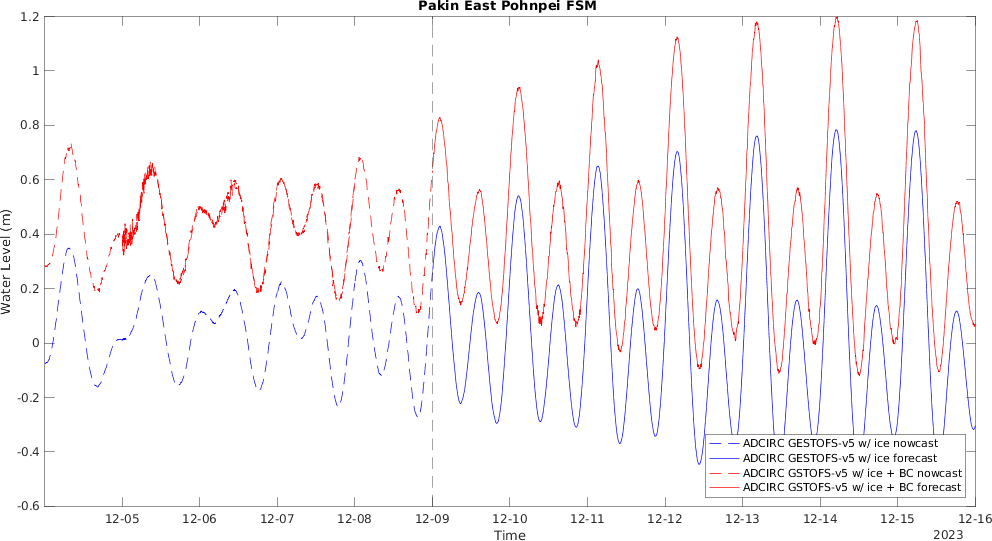 Pakin East Pohnpei FSM
1.2
1
0.8
0.6
0.4
0.2
0
-0.2
-0.4
-0.6
Water Level (m)
ADCIRC GESTOFS-v5 w/ ice nowcast
ADCIRC GESTOFS-v5 w/ ice forecast
ADCIRC GSTOFS-v5 w/ ice + BC nowcast
ADCIRC GSTOFS-v5 w/ ice + BC forecast
12-05 12-06 12-07 12-08 12-09 12-10 12-11 12-12 12-13 12-14 12-15 12-16
Time
2023